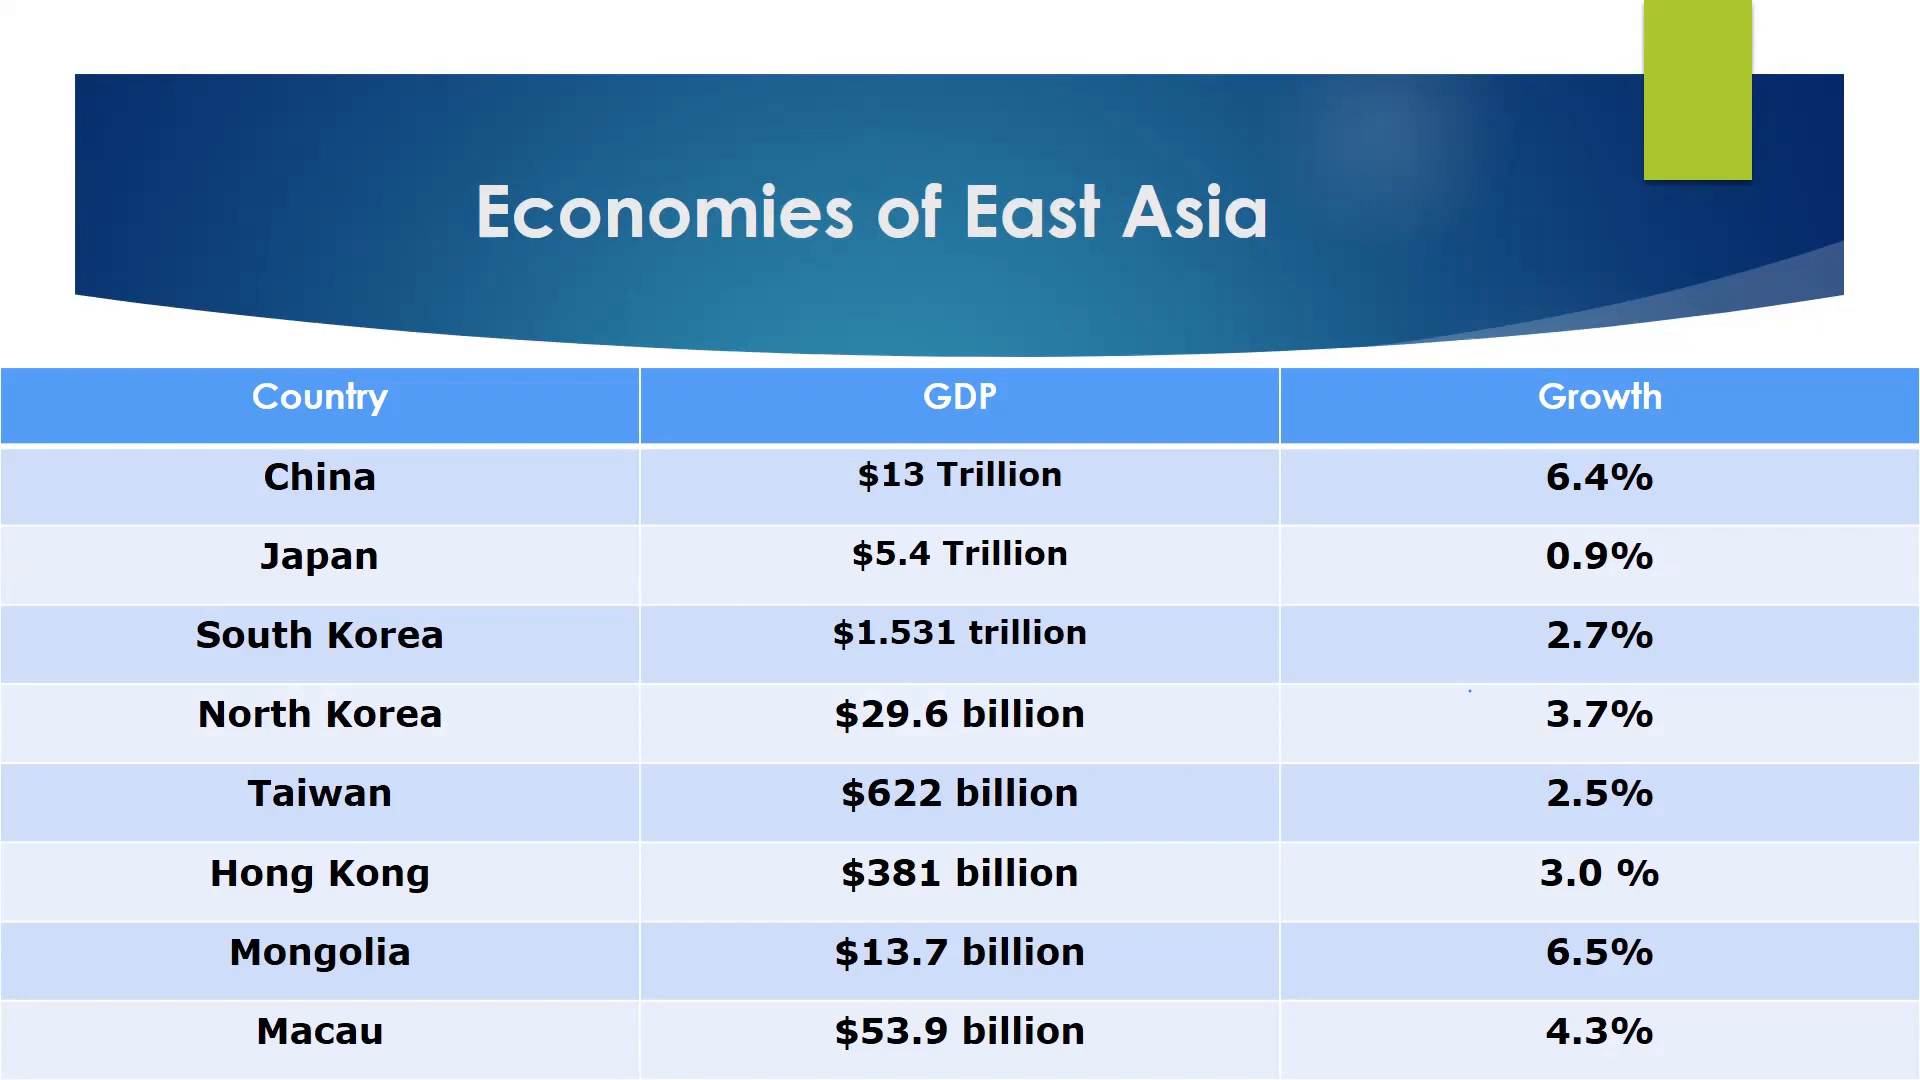 Economies of East Asia
Country GDP Growth
China $13 Trillion 6.4%
Japan $5.4 Trillion 0.9%
South Korea $1.531 trillion 2.7%
North Korea $29.6 billion 3.7%
Taiwan $622 billion 2.5%
Hong Kong $381 billion 3.0 %
Mongolia $13.7 billion 6.5%
Macau $53.9 billion 4.3%